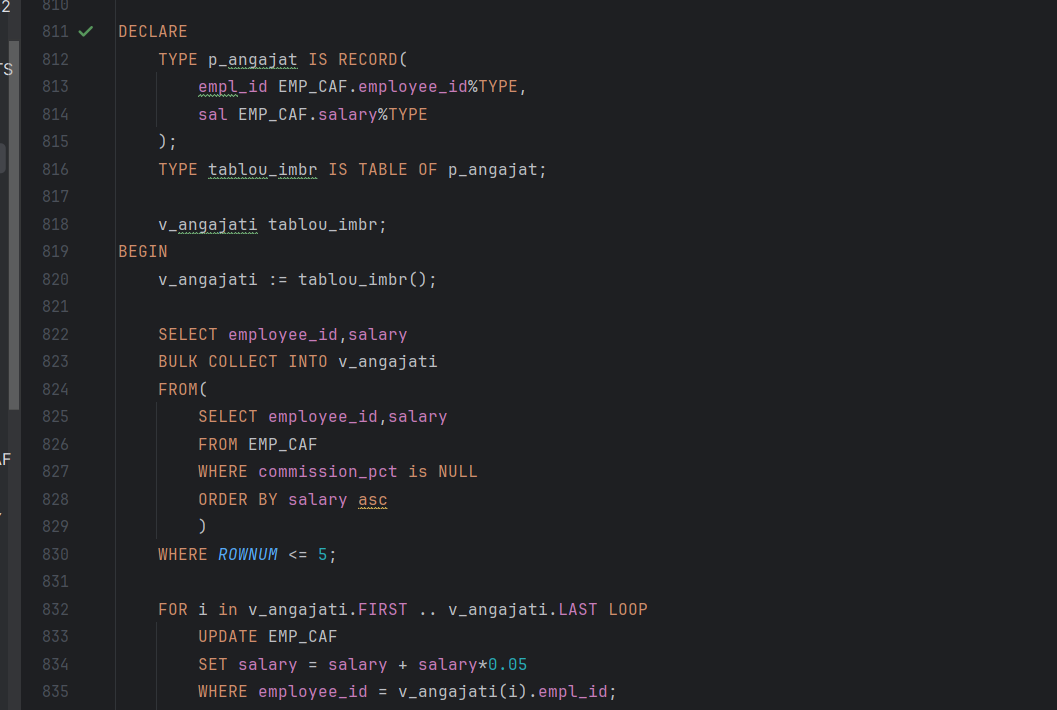 2
810
811 DECLARE
812 TYPE p_angajat IS RECORD(
TS
813 empl_id EMP_CAF.employee_id%TYPE,
814 sal EMP_CAF.salary%TYPE
815 );
816 TYPE tablou_imbr IS TABLE OF p_angajat;
817
818 v_angajati tablou_imbr;
819 BEGIN
820 v_angajati := tablou_imbr();
821
822 SELECT employee_id,salary
823 BULK COLLECT INTO v_angajati
824 FROM(
825 SELECT employee_id,salary
826 FROM EMP_CAF
AF
827 WHERE commission_pct is NULL
828 ORDER BY salary asc
829 )
830 WHERE ROWNUM <= 5;
831
832 FOR i in v_angajati.FIRST .. v_angajati.LAST LOOP
833 UPDATE EMP_CAF
834 SET salary = salary + salary*0.05
835 WHERE employee_id = v_angajati(i).empl_id;